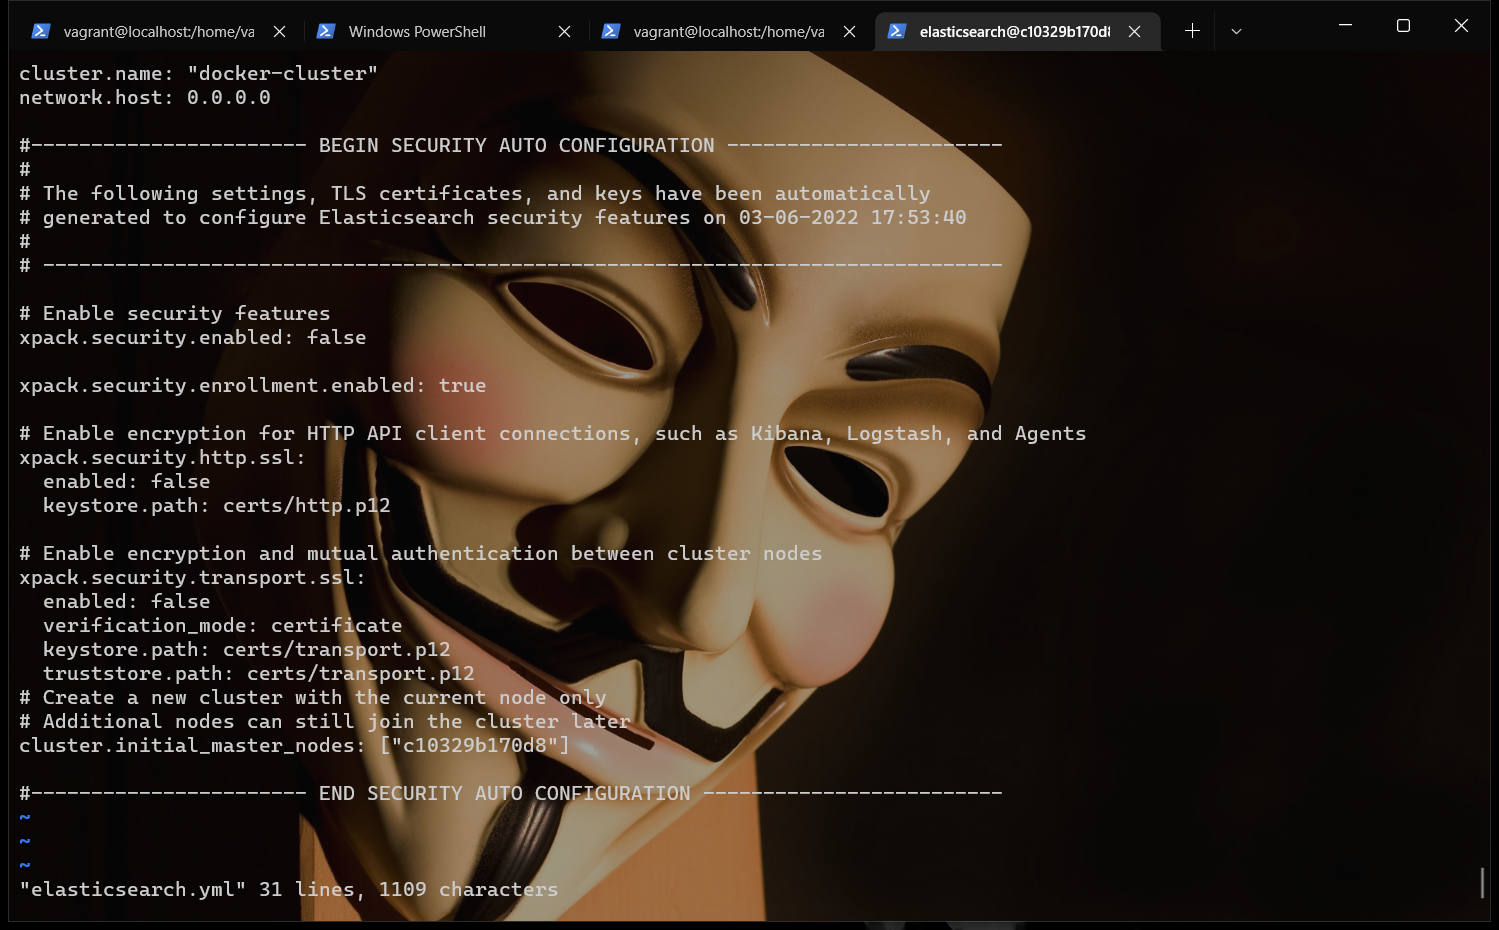 vagrant@localhost:/home/va
Windows PowerShell
vagrant@localhost:/home/va
elasticsearch@c10329b170d8
cluster.name: "docker-cluster"
network.host: 0.0.0.0
#----------------------- BEGIN SECURITY AUTO CONFIGURATION -----------------------
#
# The following settings, TLS certificates, and keys have been automatically
# generated to configure Elasticsearch security features on 03-06-2022 17:53:40
#
# --------------------------------------------------------------------------------
# Enable security features
xpack.security.enabled: false
xpack.security.enrollment.enabled: true
# Enable encryption for HTTP API client connections, such as Kibana, Logstash, and Agents
xpack.security.http.ssl:
  enabled: false
  keystore.path: certs/http.p12
# Enable encryption and mutual authentication between cluster nodes
xpack.security.transport.ssl:
  enabled: false
  verification_mode: certificate
  keystore.path: certs/transport.p12
  truststore.path: certs/transport.p12
# Create a new cluster with the current node only
# Additional nodes can still join the cluster later
cluster.initial_master_nodes: ["c10329b170d8"]
#----------------------- END SECURITY AUTO CONFIGURATION -------------------------
~
~
~
"elasticsearch.yml" 31 lines, 1109 characters